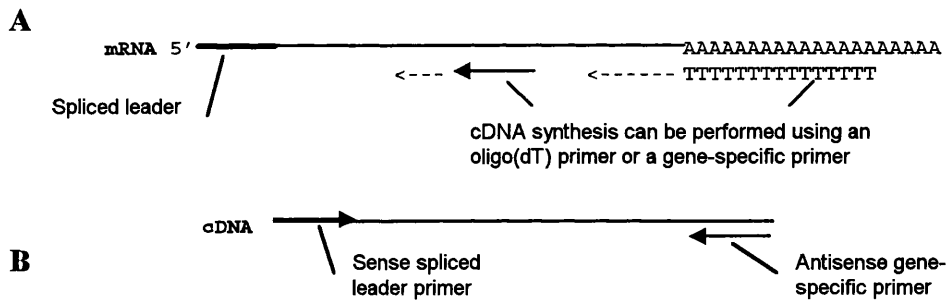 A
mRNA 5' AAAAAAAAAAAAAAAAAAAA
TTTTTTTTTTTTTTT
Spliced leader
cDNA synthesis can be performed using an
oligo(dT) primer or a gene-specific primer
cDNA
B
Sense spliced
leader primer
Antisense gene-
specific primer